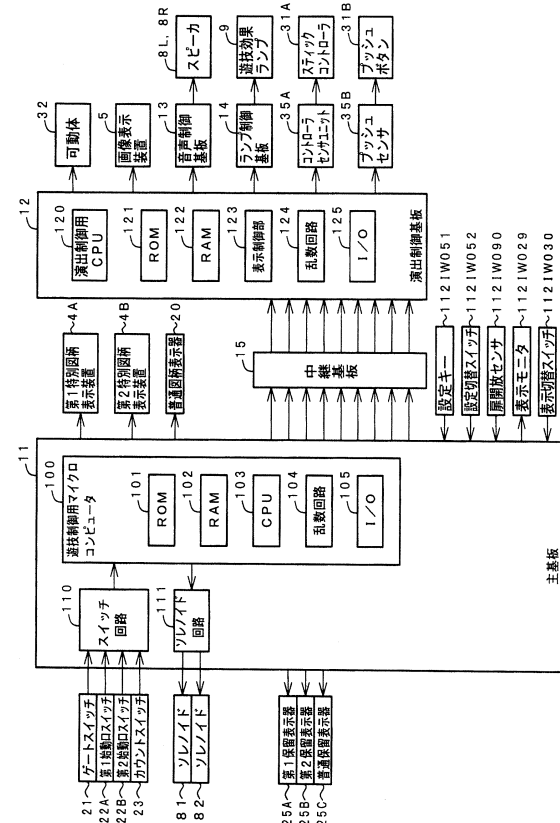 32
可動体
5
画像表示
装置
13
音声制御
基板
8L, 8R
スピーカ
14
ランプ制御
基板
9
遊技効果
ランプ
35A
コントローラ
センサユニット
31A
スティック
コントローラ
35B
プッシュ
センサ
31B
プッシュ
ボタン
12
120
演出制御用
CPU
121
ROM
122
RAM
123
表示制御部
124
乱数回路
125
I/O
演出制御基板
第1特別図柄
表示装置
4A
第2特別図柄
表示装置
4B
普通図柄表示器
20
15
中継
基板
設定キー
112IW051
設定切替スイッチ
112IW052
扉開放センサ
112IW090
表示モニタ
112IW029
表示切替スイッチ
112IW030
11
100
遊技制御用マイクロ
コンピュータ
101
ROM
102
RAM
103
CPU
104
乱数回路
105
I/O
110
スイッチ
回路
111
ソレノイド
回路
主基板
21
ゲートスイッチ
22A
第1始動口スイッチ
22B
第2始動口スイッチ
23
カウントスイッチ
81
ソレノイド
82
ソレノイド
25A
第1保留表示器
25B
第2保留表示器
25C
普通保留表示器